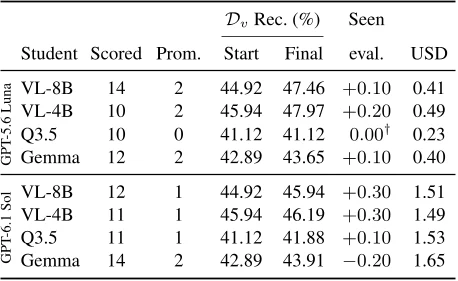 𝒟ᵥ Rec. (%) Seen
Student Scored Prom. Start Final eval. USD
GPT-5.6 Luna
VL-8B 14 2 44.92 47.46 +0.10 0.41
VL-4B 10 2 45.94 47.97 +0.20 0.49
Q3.5 10 0 41.12 41.12 0.00† 0.23
Gemma 12 2 42.89 43.65 +0.10 0.40
GPT-6.1 Sol
VL-8B 12 1 44.92 45.94 +0.30 1.51
VL-4B 11 1 45.94 46.19 +0.30 1.49
Q3.5 11 1 41.12 41.88 +0.10 1.53
Gemma 14 2 42.89 43.91 −0.20 1.65